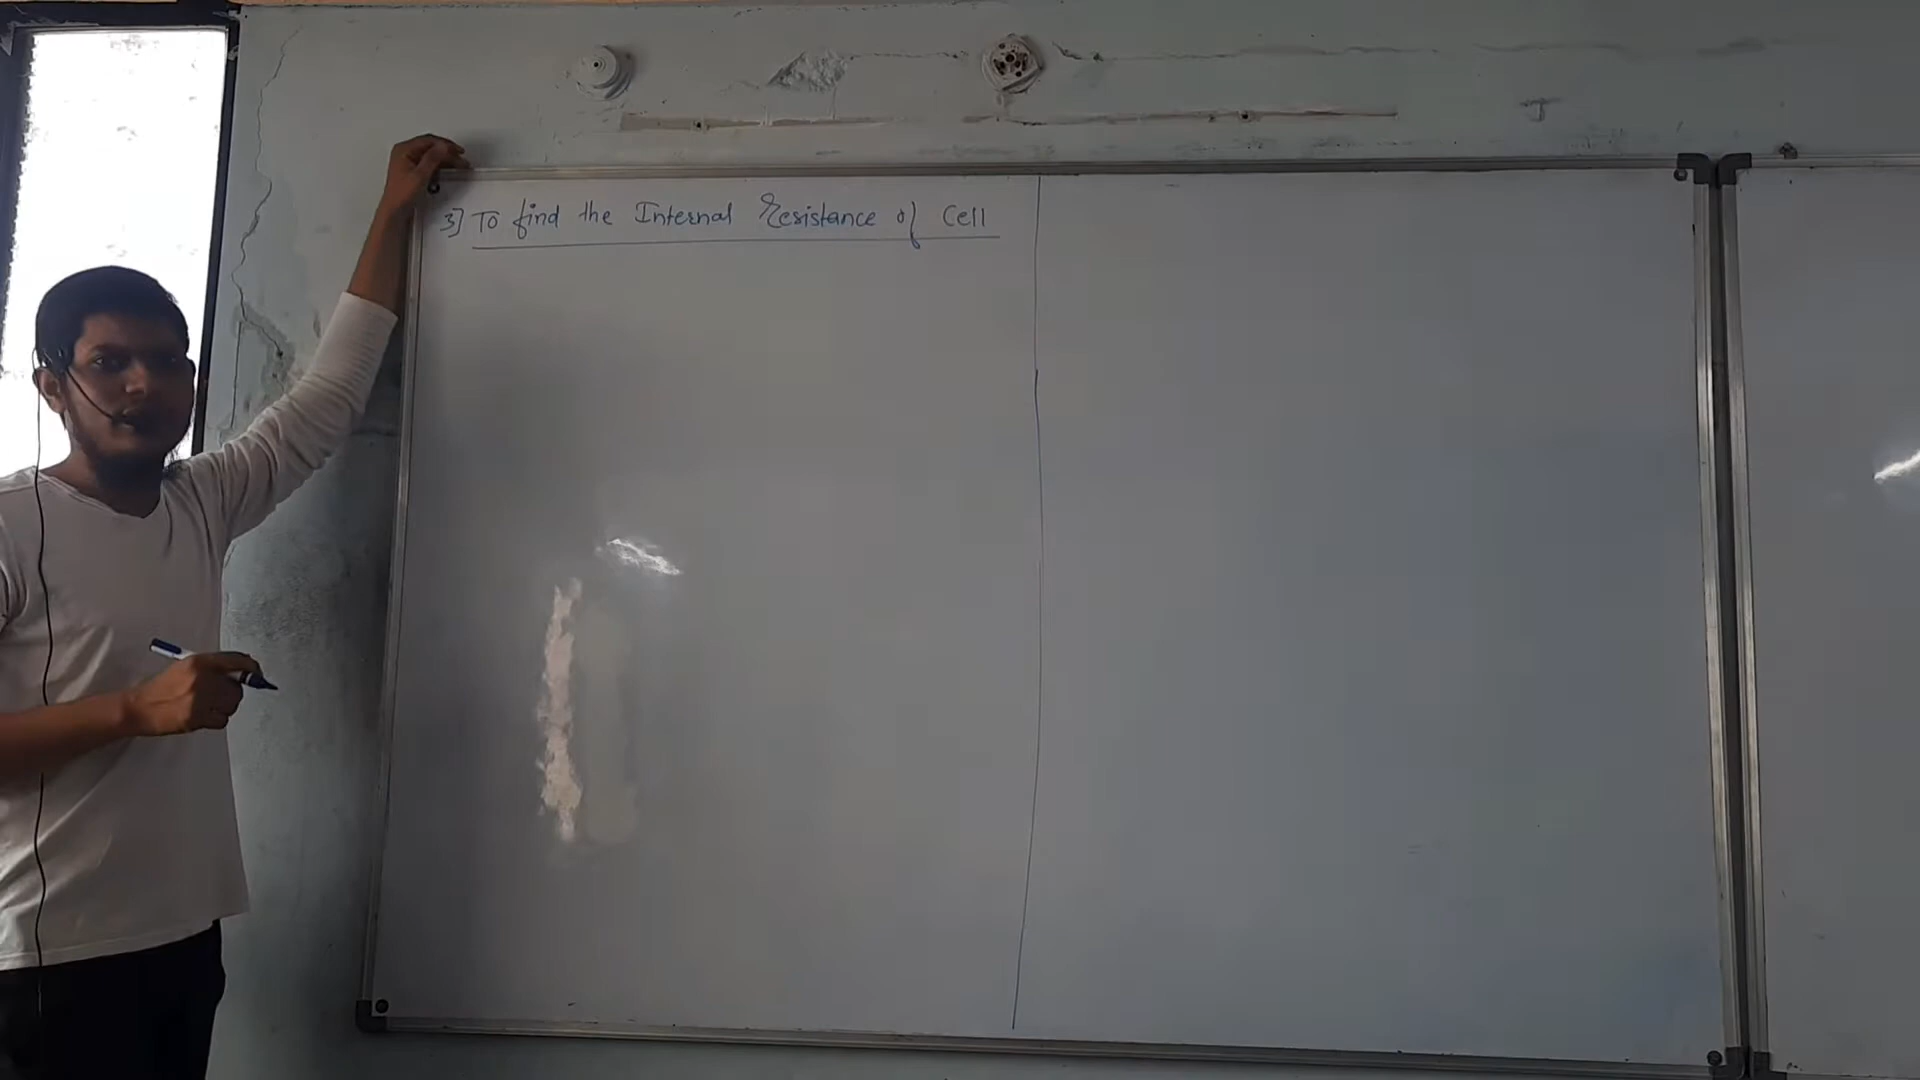 3] To find the Internal Resistance of Cell